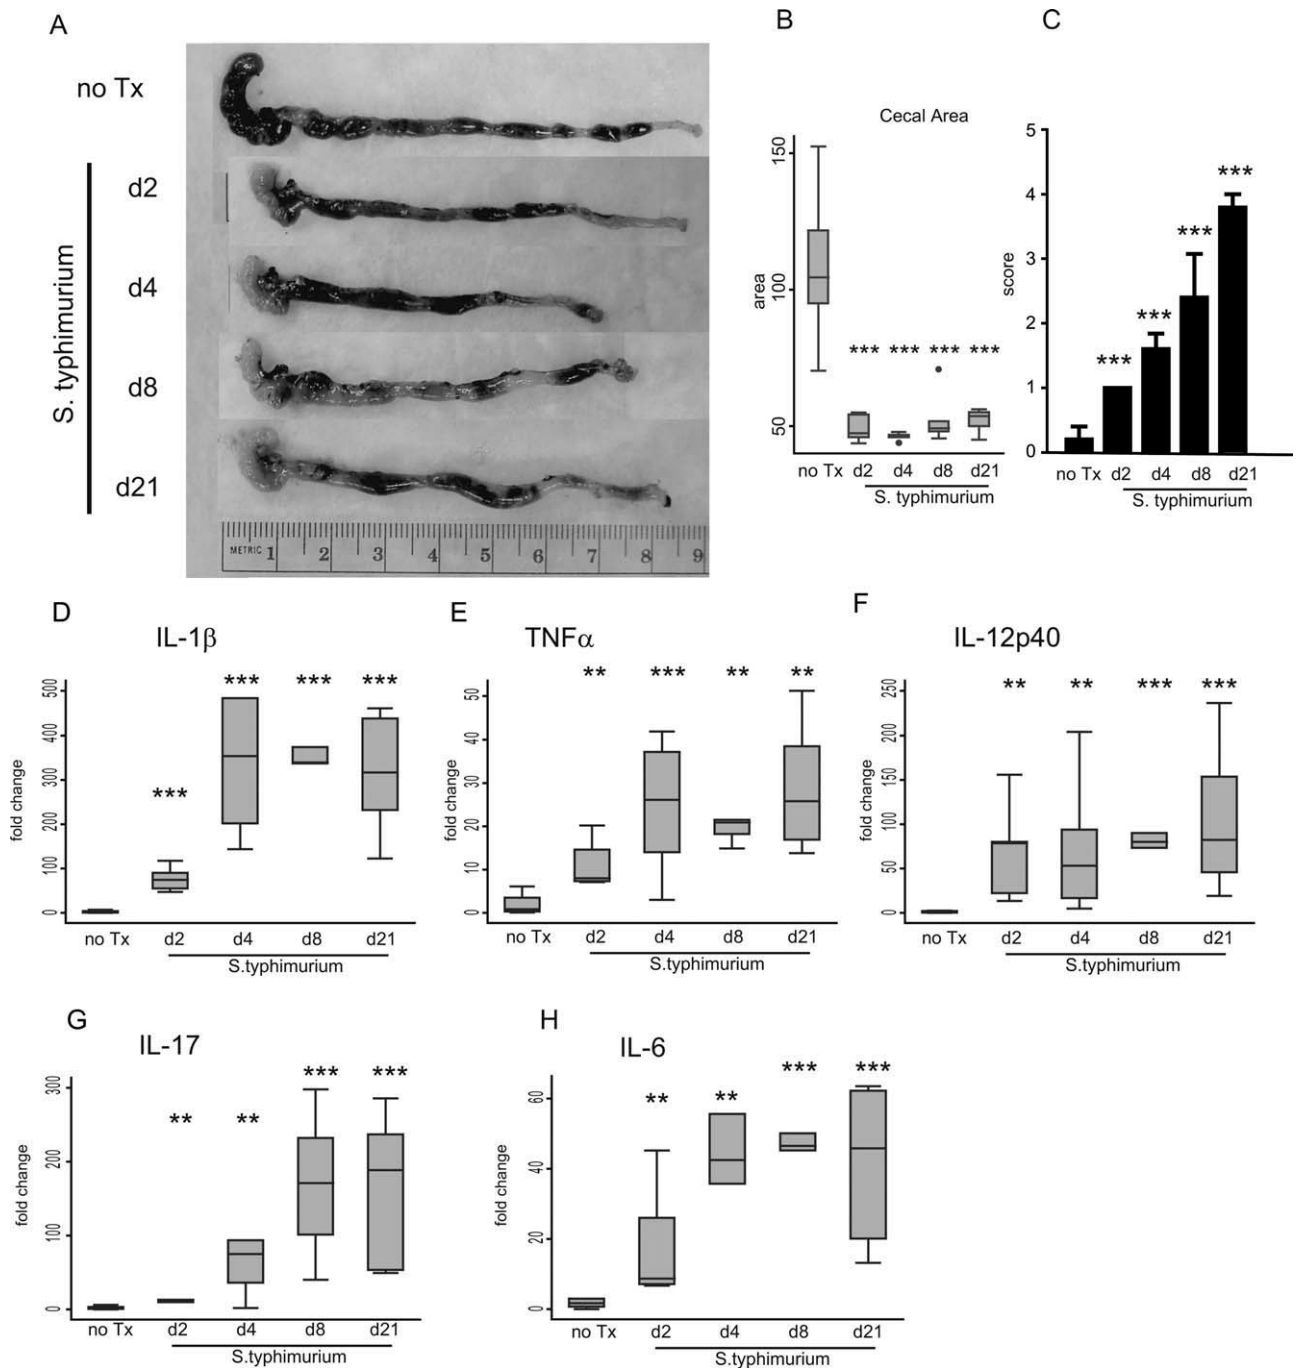 A
no Tx
d2
d4
d8
d21
S. typhimurium
METRIC 1 2 3 4 5 6 7 8 9
B
Cecal Area
area
150
100
50
*** *** *** ***
no Tx d2 d4 d8 d21
S. typhimurium
C
score
5
4
3
2
1
0
***
***
***
***
no Tx d2 d4 d8 d21
S. typhimurium
D
IL-1β
fold change
500
400
300
200
100
0
***
*** *** ***
no Tx d2 d4 d8 d21
S.typhimurium
E
TNFα
fold change
50
40
30
20
10
0
** *** ** **
no Tx d2 d4 d8 d21
S.typhimurium
F
IL-12p40
fold change
250
200
150
100
50
0
** ** *** ***
no Tx d2 d4 d8 d21
S.typhimurium
G
IL-17
fold change
300
200
100
0
** ** *** ***
no Tx d2 d4 d8 d21
S.typhimurium
H
IL-6
fold change
60
40
20
0
** ** *** ***
no Tx d2 d4 d8 d21
S.typhimurium